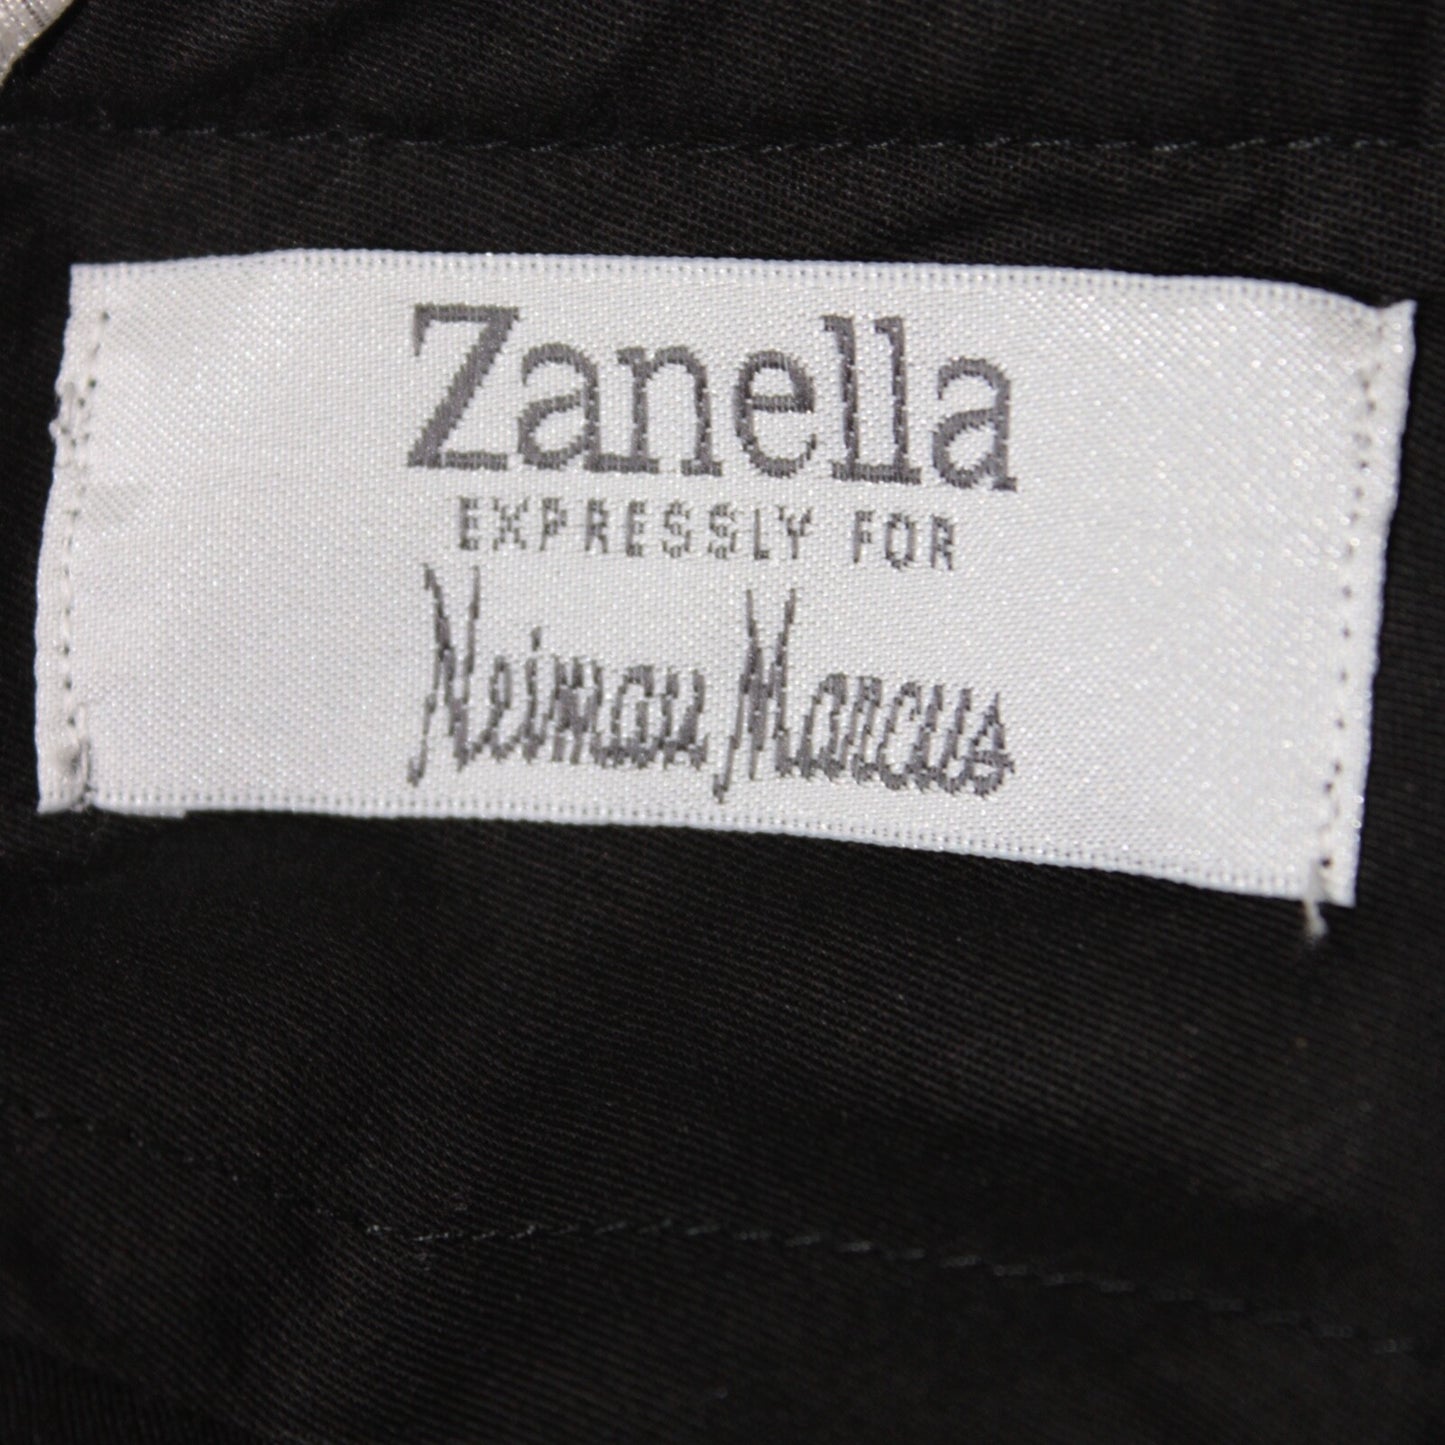 Zanella
EXPRESSLY FOR
Neiman Marcus